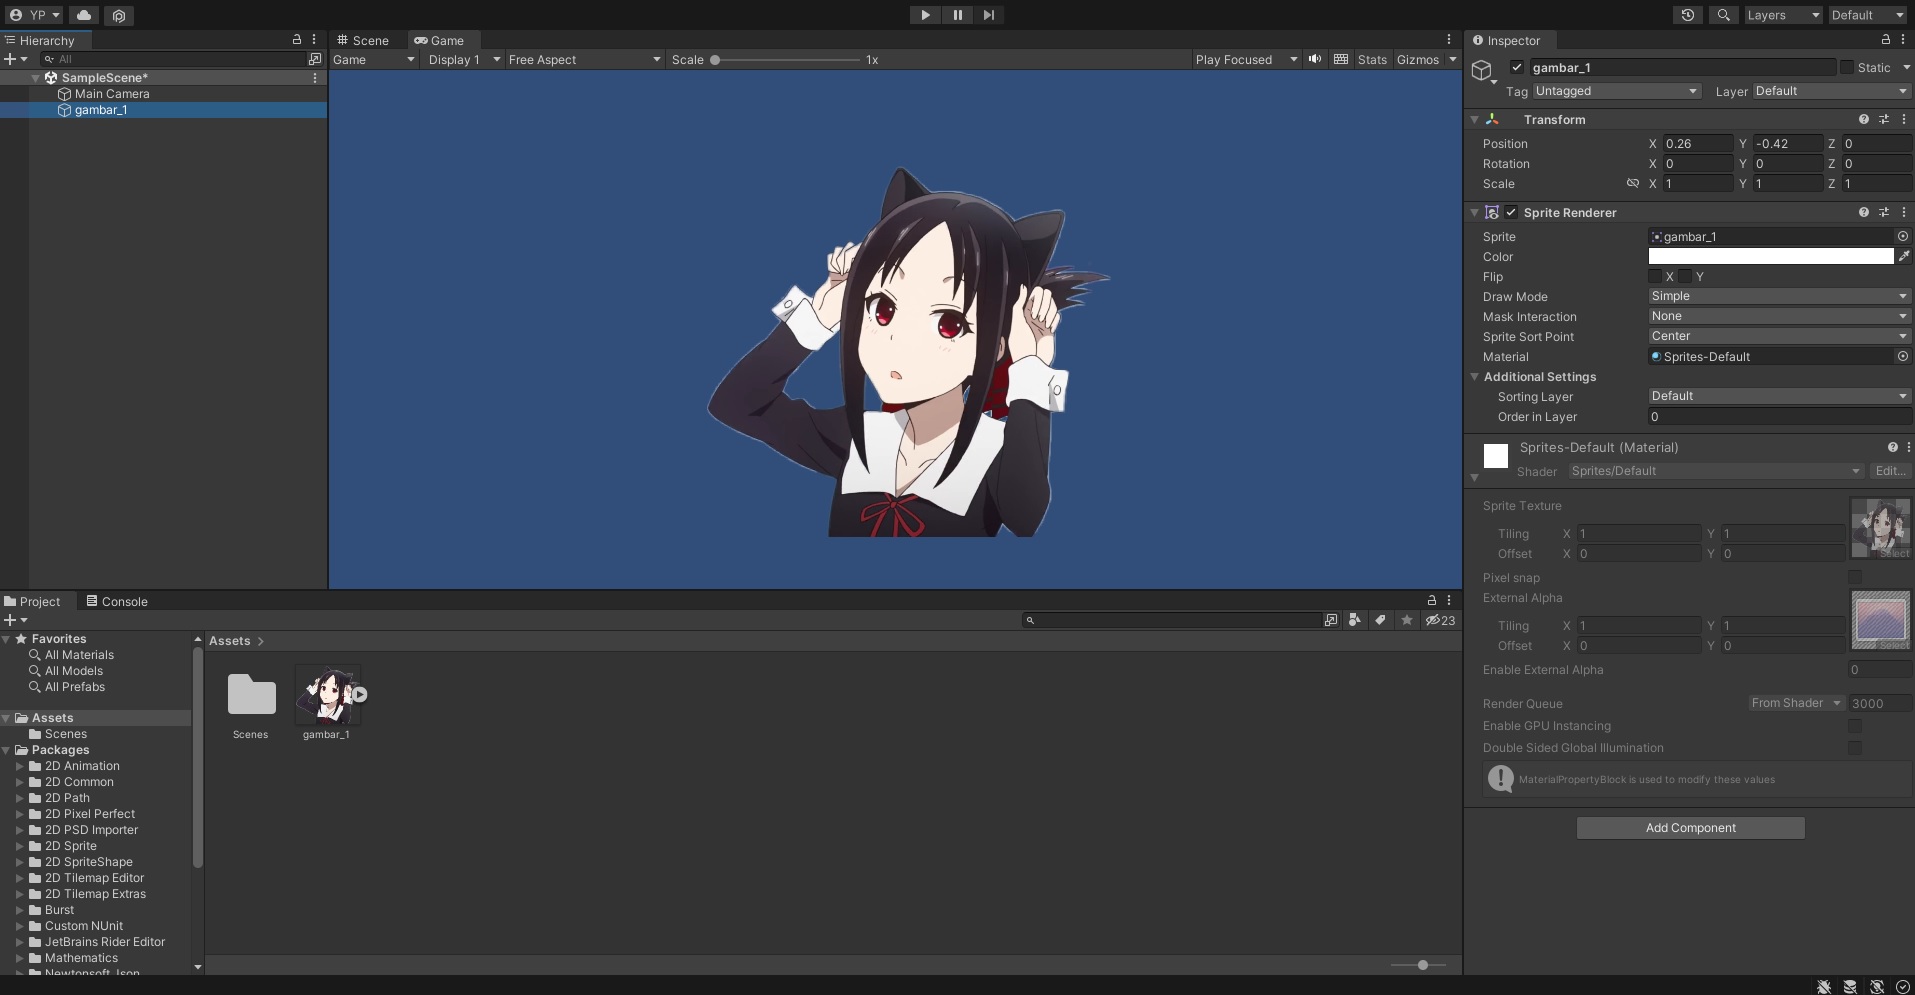 YP
Layers
Default
Hierarchy
All
SampleScene*
Main Camera
gambar_1
Scene
Game
Game
Display 1
Free Aspect
Scale
1x
Play Focused
Stats
Gizmos
Inspector
gambar_1
Static
Tag Untagged
Layer Default
Transform
Position X 0.26 Y -0.42 Z 0
Rotation X 0 Y 0 Z 0
Scale X 1 Y 1 Z 1
Sprite Renderer
Sprite gambar_1
Color
Flip X Y
Draw Mode Simple
Mask Interaction None
Sprite Sort Point Center
Material Sprites-Default
Additional Settings
Sorting Layer Default
Order in Layer 0
Sprites-Default (Material)
Shader Sprites/Default Edit...
Sprite Texture
Tiling X 1 Y 1
Offset X 0 Y 0
Select
Pixel snap
External Alpha
Tiling X 1 Y 1
Offset X 0 Y 0
Select
Enable External Alpha 0
Render Queue From Shader 3000
Enable GPU Instancing
Double Sided Global Illumination
MaterialPropertyBlock is used to modify these values
Add Component
Project
Console
23
Favorites
All Materials
All Models
All Prefabs
Assets
Scenes
Packages
2D Animation
2D Common
2D Path
2D Pixel Perfect
2D PSD Importer
2D Sprite
2D SpriteShape
2D Tilemap Editor
2D Tilemap Extras
Burst
Custom NUnit
JetBrains Rider Editor
Mathematics
Newtonsoft Json
Assets
Scenes
gambar_1